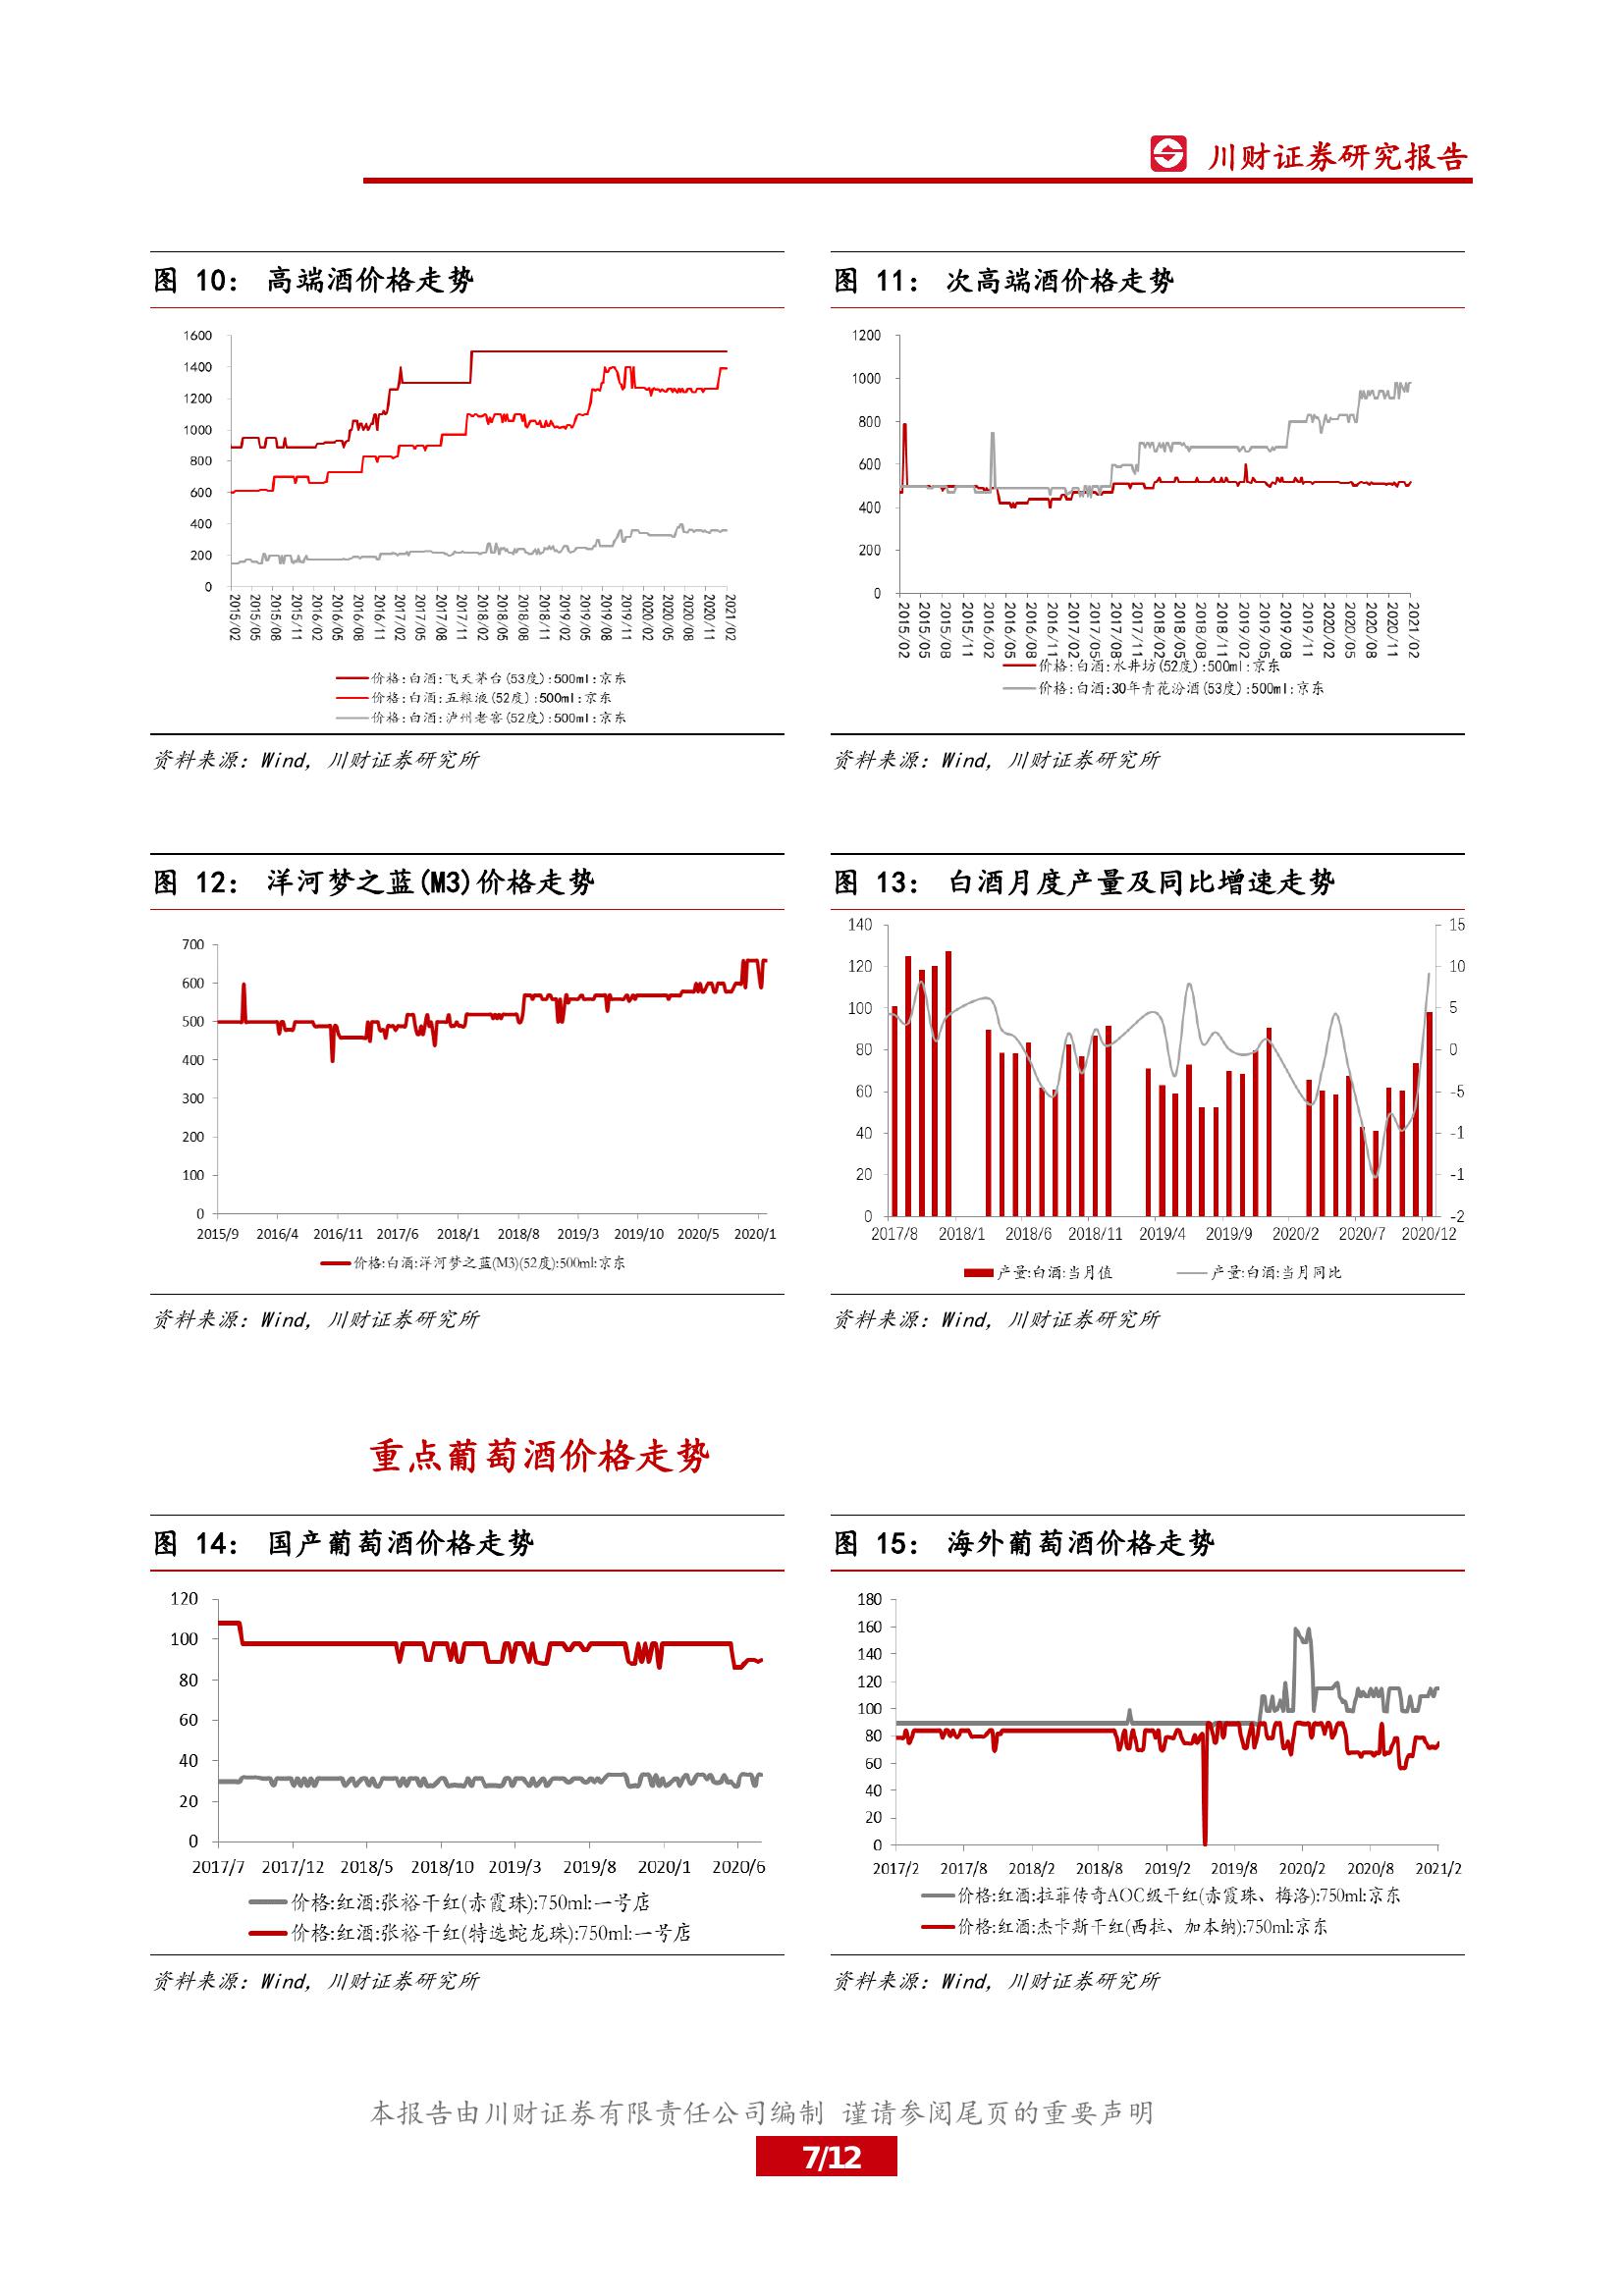 川财证券研究报告
图 10： 高端酒价格走势
1600
1400
1200
1000
800
600
400
200
0
2015/02 2015/05 2015/08 2015/11 2016/02 2016/05 2016/08 2016/11 2017/02 2017/05 2017/08 2017/11 2018/02 2018/05 2018/08 2018/11 2019/02 2019/05 2019/08 2019/11 2020/02 2020/05 2020/08 2020/11 2021/02
价格:白酒:飞天茅台(53度):500ml:京东
价格:白酒:五粮液(52度):500ml:京东
价格:白酒:泸州老窖(52度):500ml:京东
资料来源：Wind，川财证券研究所
图 11： 次高端酒价格走势
1200
1000
800
600
400
200
0
2015/02 2015/05 2015/08 2015/11 2016/02 2016/05 2016/08 2016/11 2017/02 2017/05 2017/08 2017/11 2018/02 2018/05 2018/08 2018/11 2019/02 2019/05 2019/08 2019/11 2020/02 2020/05 2020/08 2020/11 2021/02
价格:白酒:水井坊(52度):500ml:京东
价格:白酒:30年青花汾酒(53度):500ml:京东
资料来源：Wind，川财证券研究所
图 12： 洋河梦之蓝(M3)价格走势
700
600
500
400
300
200
100
0
2015/9 2016/4 2016/11 2017/6 2018/1 2018/8 2019/3 2019/10 2020/5 2020/1
价格:白酒:洋河梦之蓝(M3)(52度):500ml:京东
资料来源：Wind，川财证券研究所
图 13： 白酒月度产量及同比增速走势
140 15
120 10
100 5
80 0
60 -5
40 -1
20 -1
0 -2
2017/8 2018/1 2018/6 2018/11 2019/4 2019/9 2020/2 2020/7 2020/12
产量:白酒:当月值 产量:白酒:当月同比
资料来源：Wind，川财证券研究所
重点葡萄酒价格走势
图 14： 国产葡萄酒价格走势
120
100
80
60
40
20
0
2017/7 2017/12 2018/5 2018/10 2019/3 2019/8 2020/1 2020/6
价格:红酒:张裕干红(赤霞珠):750ml:一号店
价格:红酒:张裕干红(特选蛇龙珠):750ml:一号店
资料来源：Wind，川财证券研究所
图 15： 海外葡萄酒价格走势
180
160
140
120
100
80
60
40
20
0
2017/2 2017/8 2018/2 2018/8 2019/2 2019/8 2020/2 2020/8 2021/2
价格:红酒:拉菲传奇AOC级干红(赤霞珠、梅洛):750ml:京东
价格:红酒:杰卡斯干红(西拉、加本纳):750ml:京东
资料来源：Wind，川财证券研究所
本报告由川财证券有限责任公司编制 谨请参阅尾页的重要声明
7/12